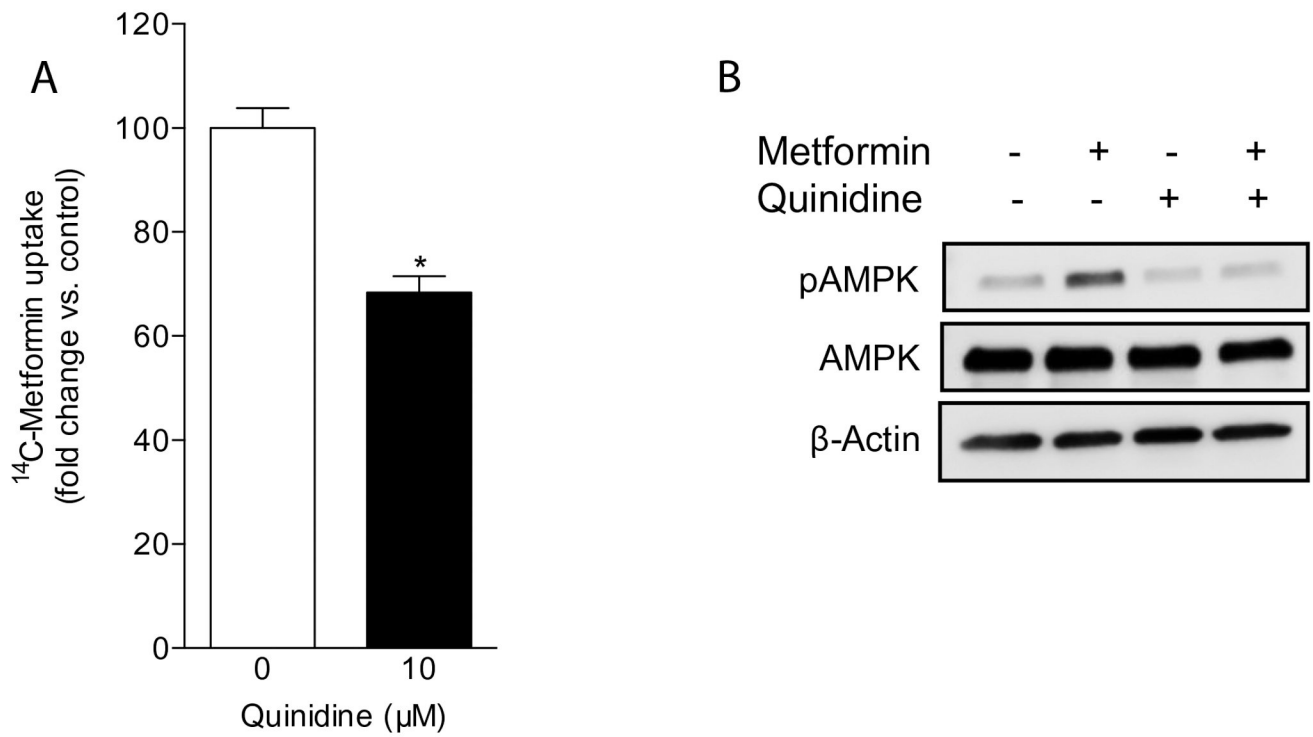 A
120
100
80
60
40
20
0
¹⁴C-Metformin uptake
(fold change vs. control)
*
0 10
Quinidine (µM)
B
Metformin - + - +
Quinidine - - + +
pAMPK
AMPK
β-Actin